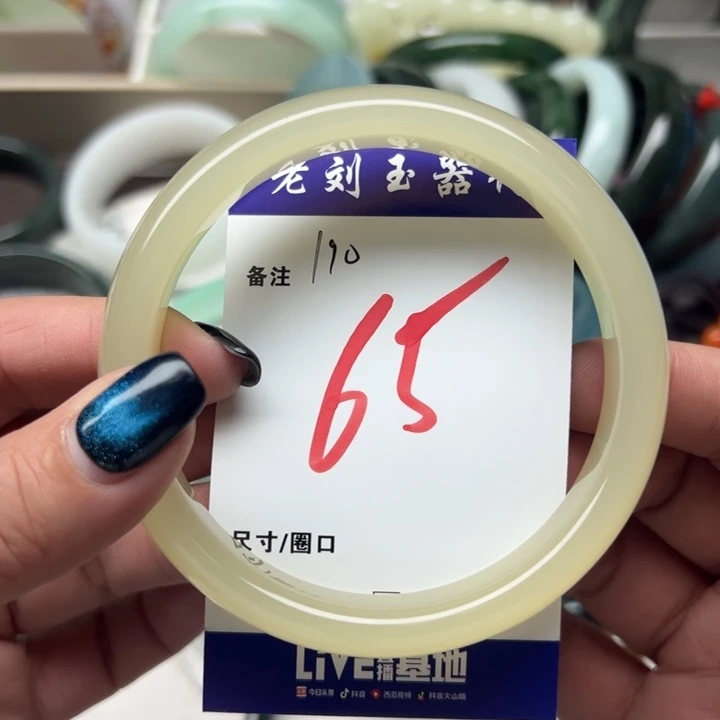 老刘玉器
190
备注
65
尺寸/圈口
LiVe直播基地
今日头条 抖音 西瓜视频 抖音火山版